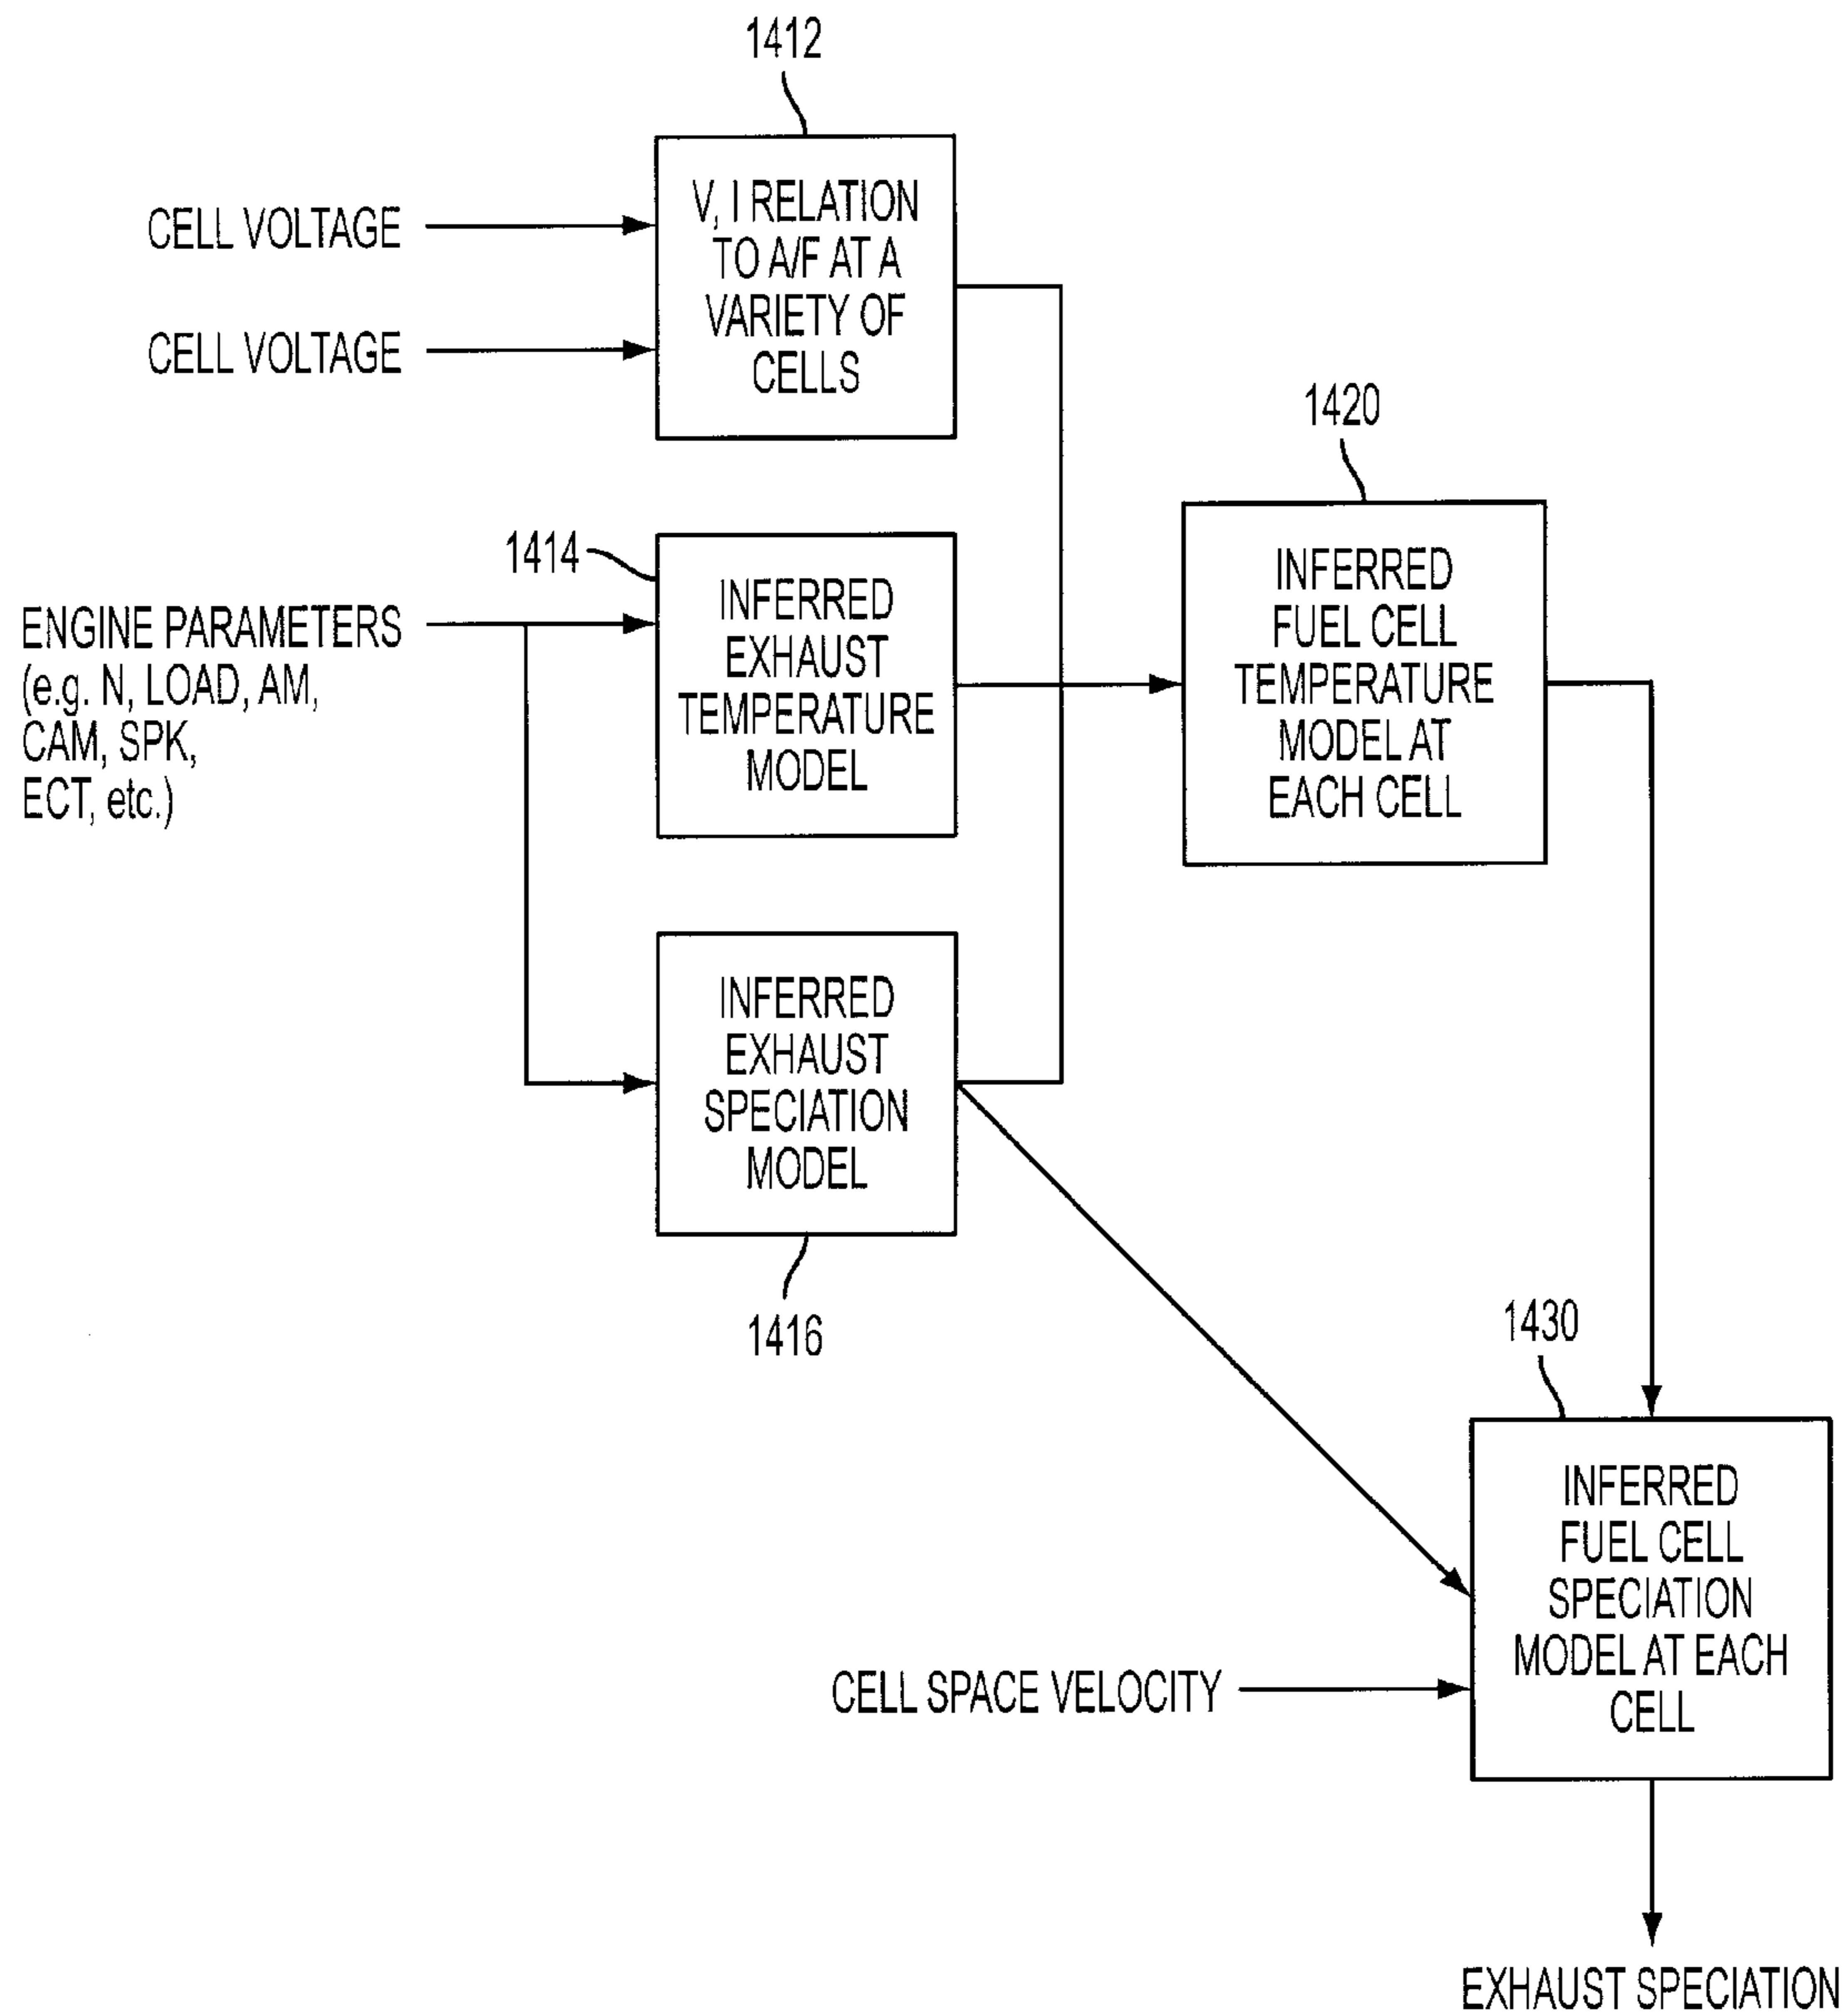 1412
CELL VOLTAGE
CELL VOLTAGE
V, I RELATION
TO A/F AT A
VARIETY OF
CELLS
1420
1414
ENGINE PARAMETERS
(e.g. N, LOAD, AM,
CAM, SPK,
ECT, etc.)
INFERRED
EXHAUST
TEMPERATURE
MODEL
INFERRED
FUEL CELL
TEMPERATURE
MODEL AT
EACH CELL
INFERRED
EXHAUST
SPECIATION
MODEL
1416
1430
INFERRED
FUEL CELL
SPECIATION
MODEL AT EACH
CELL
CELL SPACE VELOCITY
EXHAUST SPECIATION